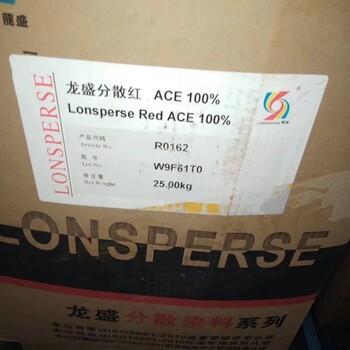 龍盛
LONSPERSE
龙盛分散红 ACE 100%
Lonsperse Red ACE 100%
产品代码
Article No.
R0162
批号
Lot No.
W9F61T0
净含量
Net Weight
25.00kg
LONSPERSE
龙盛分散染料系列